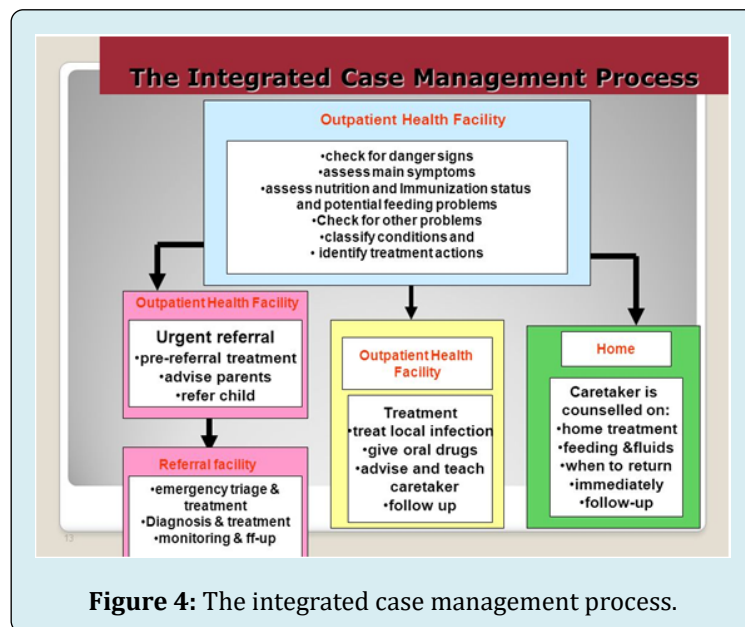 The Integrated Case Management Process
Outpatient Health Facility
•check for danger signs
•assess main symptoms
•assess nutrition and Immunization status
and potential feeding problems
•Check for other problems
•classify conditions and
• identify treatment actions
Outpatient Health Facility
Urgent referral
•pre-referral treatment
•advise parents
•refer child
Referral facility
•emergency triage &
treatment
•Diagnosis & treatment
•monitoring & ff-up
Outpatient Health
Facility
Treatment
•treat local infection
•give oral drugs
•advise and teach
caretaker
•follow up
Home
Caretaker is
counselled on:
•home treatment
•feeding &fluids
•when to return
•immediately
•follow-up
13
Figure 4: The integrated case management process.